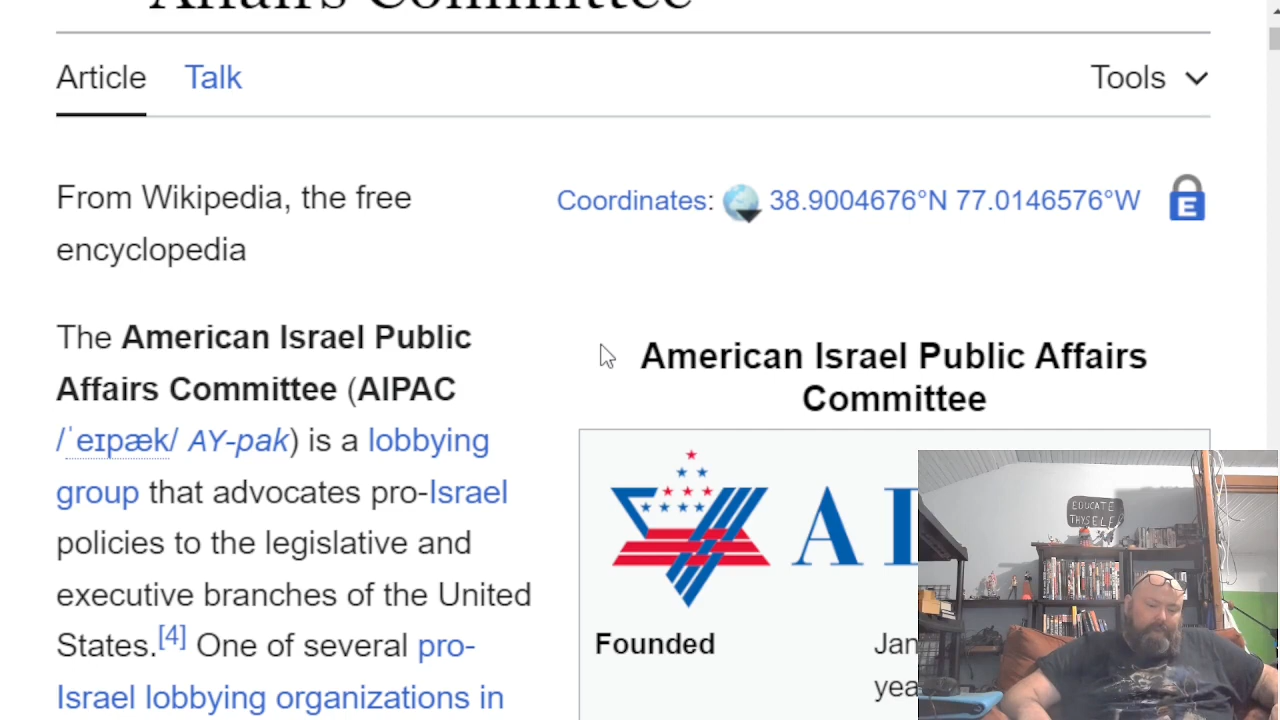 Affairs Committee
Article Talk Tools
From Wikipedia, the free
encyclopedia
Coordinates: 38.9004676°N 77.0146576°W
E
The American Israel Public
Affairs Committee (AIPAC
/ˈeɪpæk/ AY-pak) is a lobbying
group that advocates pro-Israel
policies to the legislative and
executive branches of the United
States.[4] One of several pro-
Israel lobbying organizations in
American Israel Public Affairs
Committee
AI
Founded
Jan
yea
EDUCATE
THYSELF